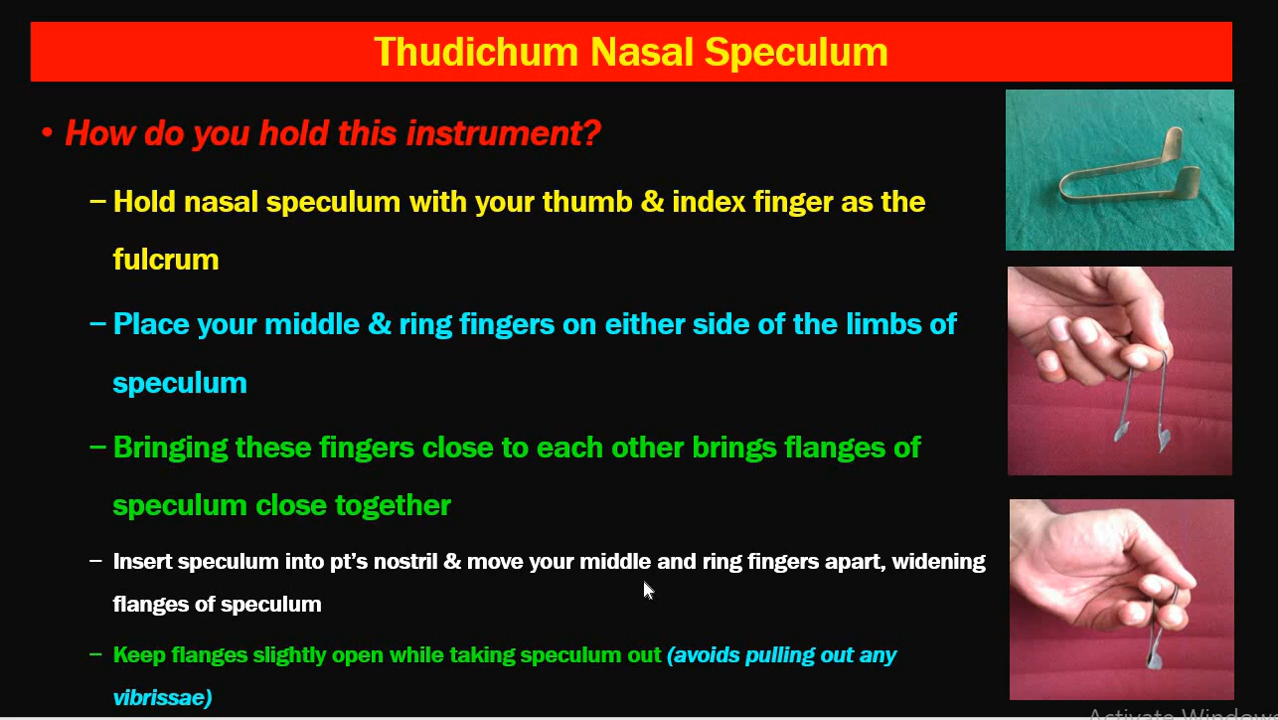 Thudichum Nasal Speculum
• How do you hold this instrument?
– Hold nasal speculum with your thumb & index finger as the
fulcrum
– Place your middle & ring fingers on either side of the limbs of
speculum
– Bringing these fingers close to each other brings flanges of
speculum close together
– Insert speculum into pt's nostril & move your middle and ring fingers apart, widening
flanges of speculum
– Keep flanges slightly open while taking speculum out (avoids pulling out any
vibrissae)
Activate Windows